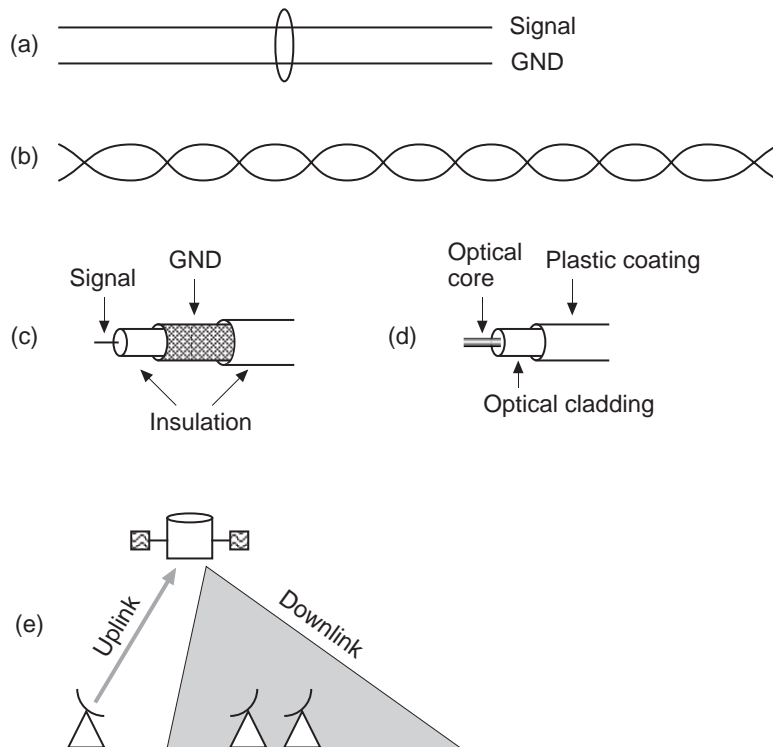 (a)
Signal
GND
(b)
(c)
Signal
GND
Insulation
(d)
Optical
core
Plastic coating
Optical cladding
(e)
Uplink
Downlink